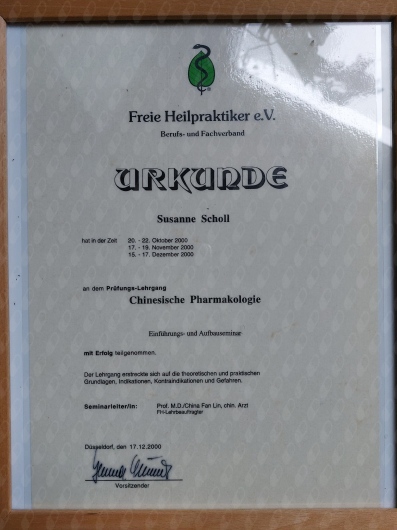 Freie Heilpraktiker e.V.
Berufs- und Fachverband
URKUNDE
Susanne Scholl
hat in der Zeit 20. - 22. Oktober 2000
17. - 19. November 2000
15. - 17. Dezember 2000
an dem Prüfungs-Lehrgang
Chinesische Pharmakologie
Einführungs- und Aufbauseminar
mit Erfolg teilgenommen.
Der Lehrgang erstreckte sich auf die theoretischen und praktischen
Grundlagen, Indikationen, Kontraindikationen und Gefahren.
Seminarleiter/in: Prof. M.D./China Fan Lin, chin. Arzt
FH-Lehrbeauftragter
Düsseldorf, den 17.12.2000
Vorsitzender